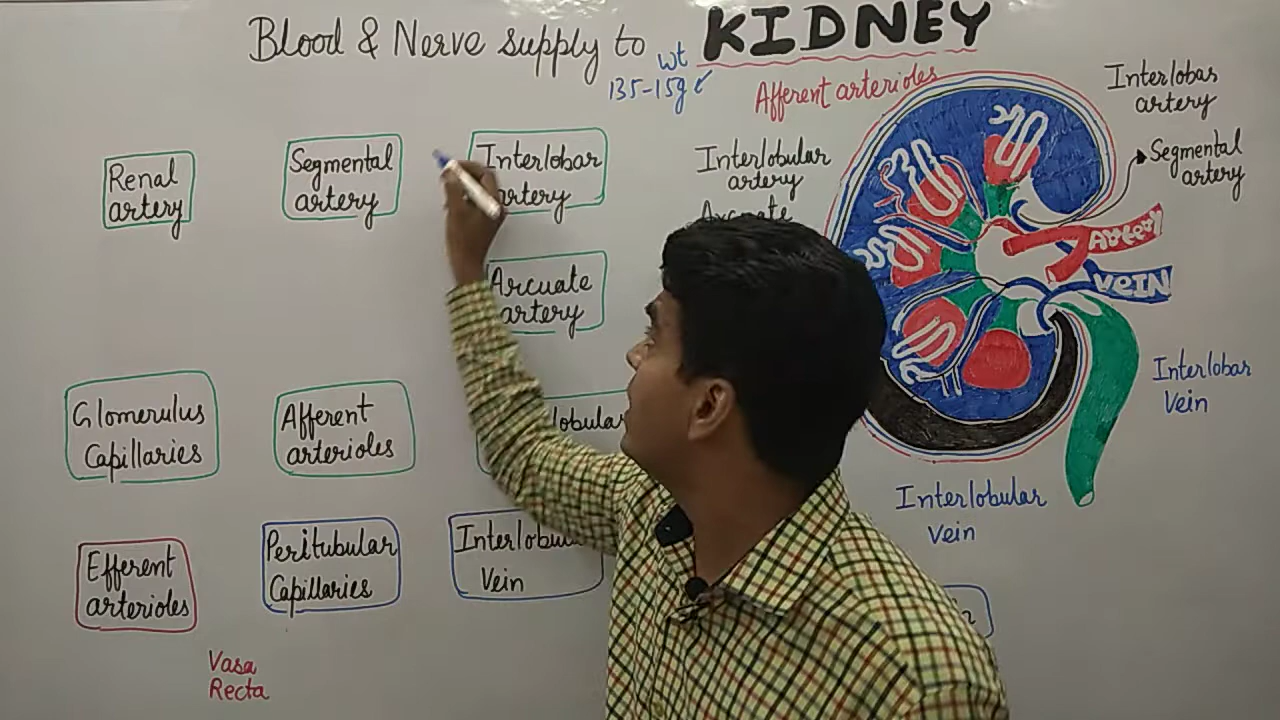 Blood & Nerve Supply to KIDNEY
wt
135-15g
Afferent arterioles
Interlobar
artery
Segmental
artery
Renal
artery
Segmental
artery
Interlobar
artery
Interlobular
artery
Arcuate
Artery
Vein
Arcuate
artery
Interlobar
Vein
Glomerulus
Capillaries
Afferent
arterioles
Interlobular
Vein
Efferent
arterioles
Peritubular
Capillaries
Vein
Vasa
Recta